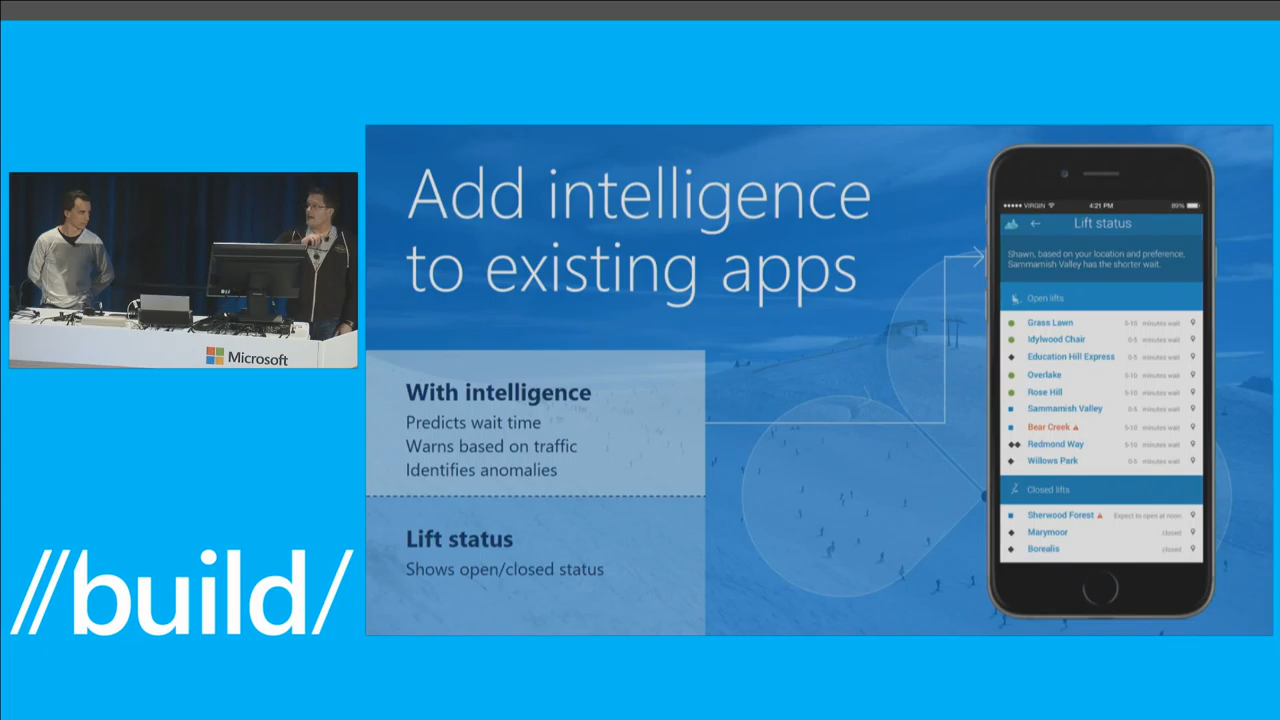 Add intelligence
to existing apps
With intelligence
Predicts wait time
Warns based on traffic
Identifies anomalies
Lift status
Shows open/closed status
VIRGIN 4:21 PM 89%
Lift status
Shawn, based on your location and preference,
Sammamish Valley has the shorter wait.
Open lifts
Grass Lawn 5-10 minutes wait
Idylwood Chair 5-10 minutes wait
Education Hill Express 0-5 minutes wait
Overlake 5-10 minutes wait
Rose Hill 5-10 minutes wait
Sammamish Valley 0-5 minutes wait
Bear Creek 5-10 minutes wait
Redmond Way 5-10 minutes wait
Willows Park 0-5 minutes wait
Closed lifts
Sherwood Forest Expect to open at noon
Marymoor closed
Borealis closed
Microsoft
//build/